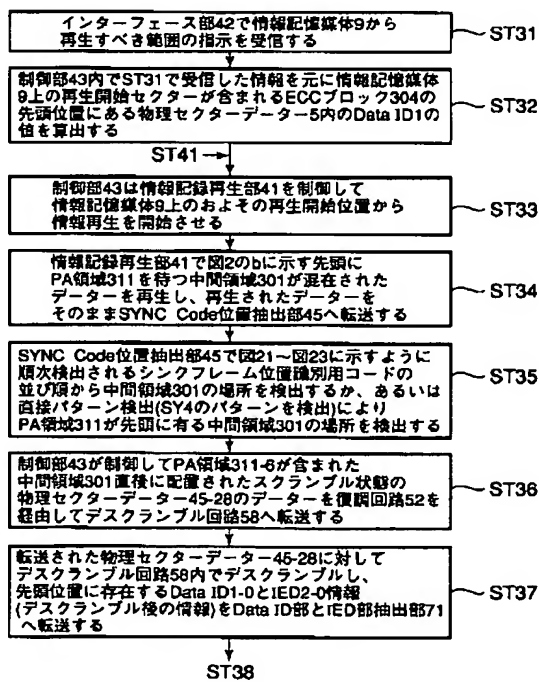 インターフェース部42で情報記憶媒体9から
再生すべき範囲の指示を受信する
ST31
制御部43内でST31で受信した情報を元に情報記憶媒体
9上の再生開始セクターが含まれるECCブロック304の
先頭位置にある物理セクターデーター5内のData ID1の
値を算出する
ST32
ST41
制御部43は情報記録再生部41を制御して
情報記憶媒体9上のおよその再生開始位置から
情報再生を開始させる
ST33
情報記録再生部41で図2のbに示す先頭に
PA領域311を待つ中間領域301が混在された
データーを再生し、再生されたデーターを
そのままSYNC Code位置抽出部45へ転送する
ST34
SYNC Code位置抽出部45で図21～図23に示すように
順次検出されるシンクフレーム位置識別用コードの
並び順から中間領域301の場所を検出するか、あるいは
直接パターン検出(SY4のパターンを検出)により
PA領域311が先頭に有る中間領域301の場所を検出する
ST35
制御部43が制御してPA領域311-6が含まれた
中間領域301直後に配置されたスクランブル状態の
物理セクターデーター45-28のデーターを復調回路52を
経由してデスクランブル回路58へ転送する
ST36
転送された物理セクターデーター45-28に対して
デスクランブル回路58内でデスクランブルし、
先頭位置に存在するData ID1-0とIED2-0情報
(デスクランブル後の情報)をData ID部とIED部抽出部71
へ転送する
ST37
ST38